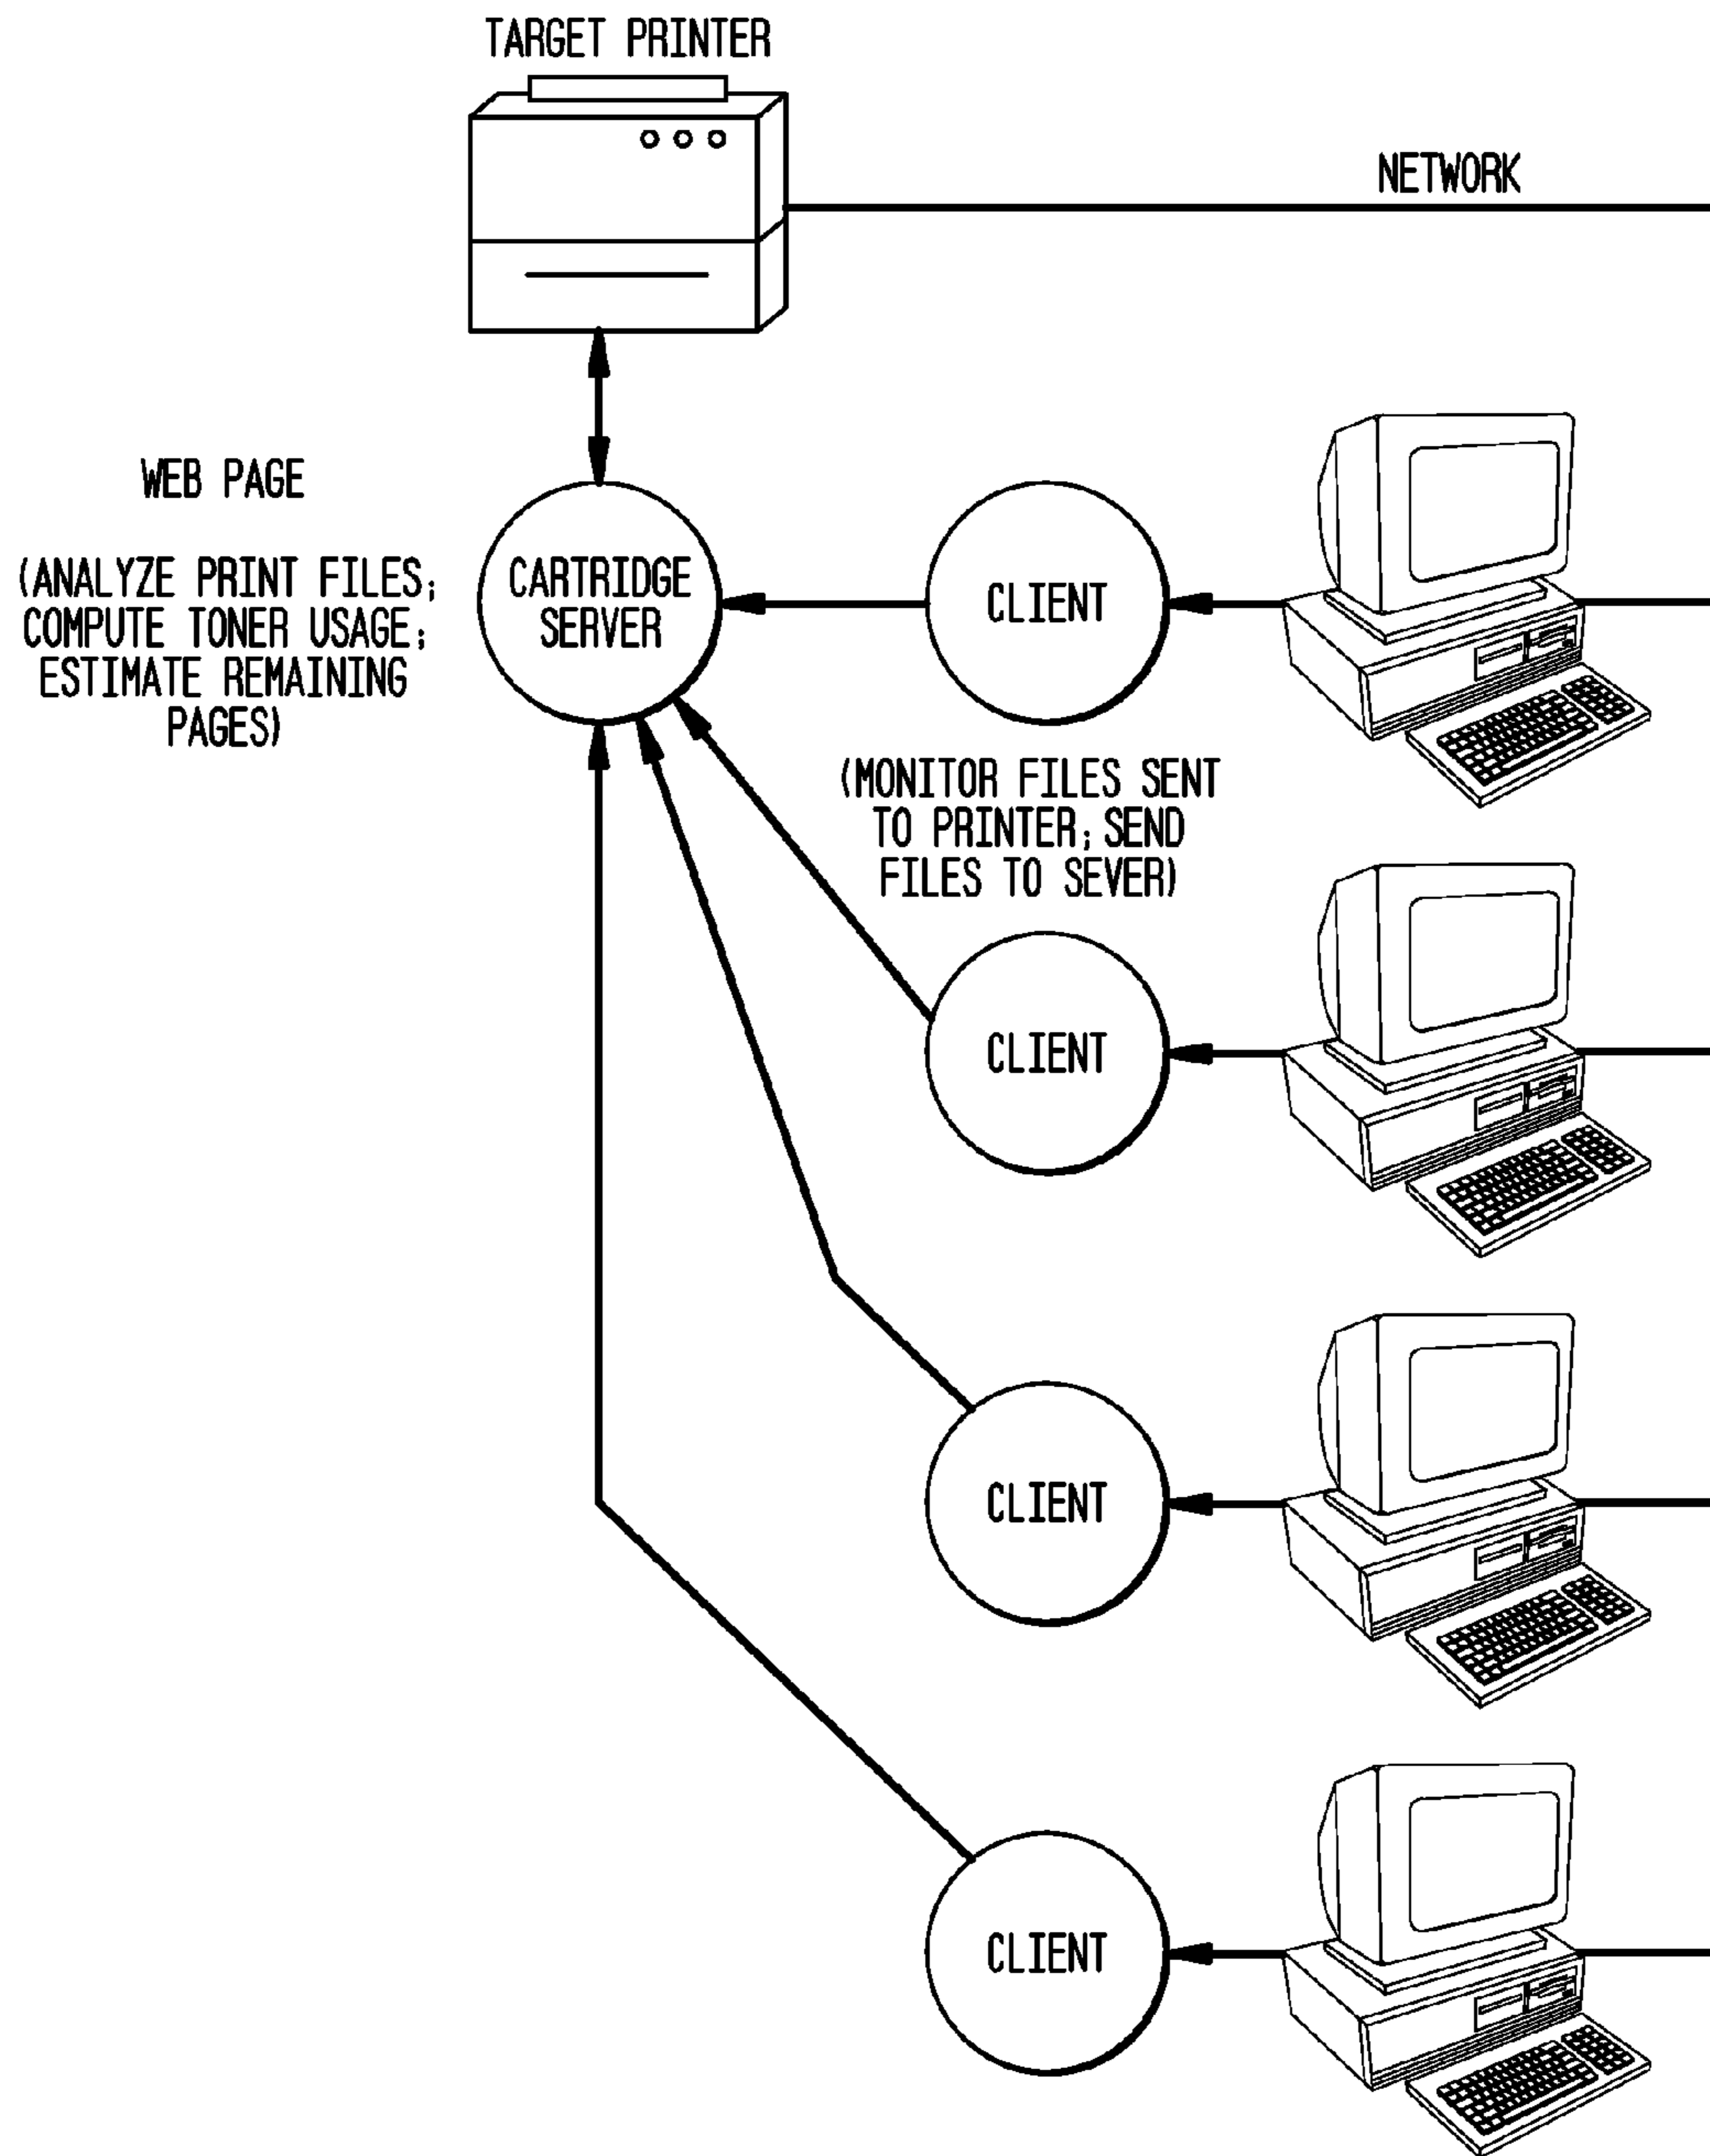 TARGET PRINTER
NETWORK
WEB PAGE
(ANALYZE PRINT FILES;
COMPUTE TONER USAGE;
ESTIMATE REMAINING
PAGES)
CARTRIDGE
SERVER
CLIENT
(MONITOR FILES SENT
TO PRINTER; SEND
FILES TO SEVER)
CLIENT
CLIENT
CLIENT